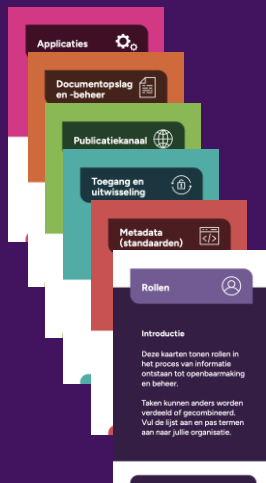 Applicaties
Documentopslag
en -beheer
Publicatiekanaal
Toegang en
uitwisseling
Metadata
(standaarden)
</>
Rollen
Introductie
Deze kaarten tonen rollen in
het proces van informatie
ontstaan tot openbaarmaking
en beheer.
Taken kunnen anders worden
verdeeld of gecombineerd.
Vul de lijst aan en pas termen
aan naar jullie organisatie.